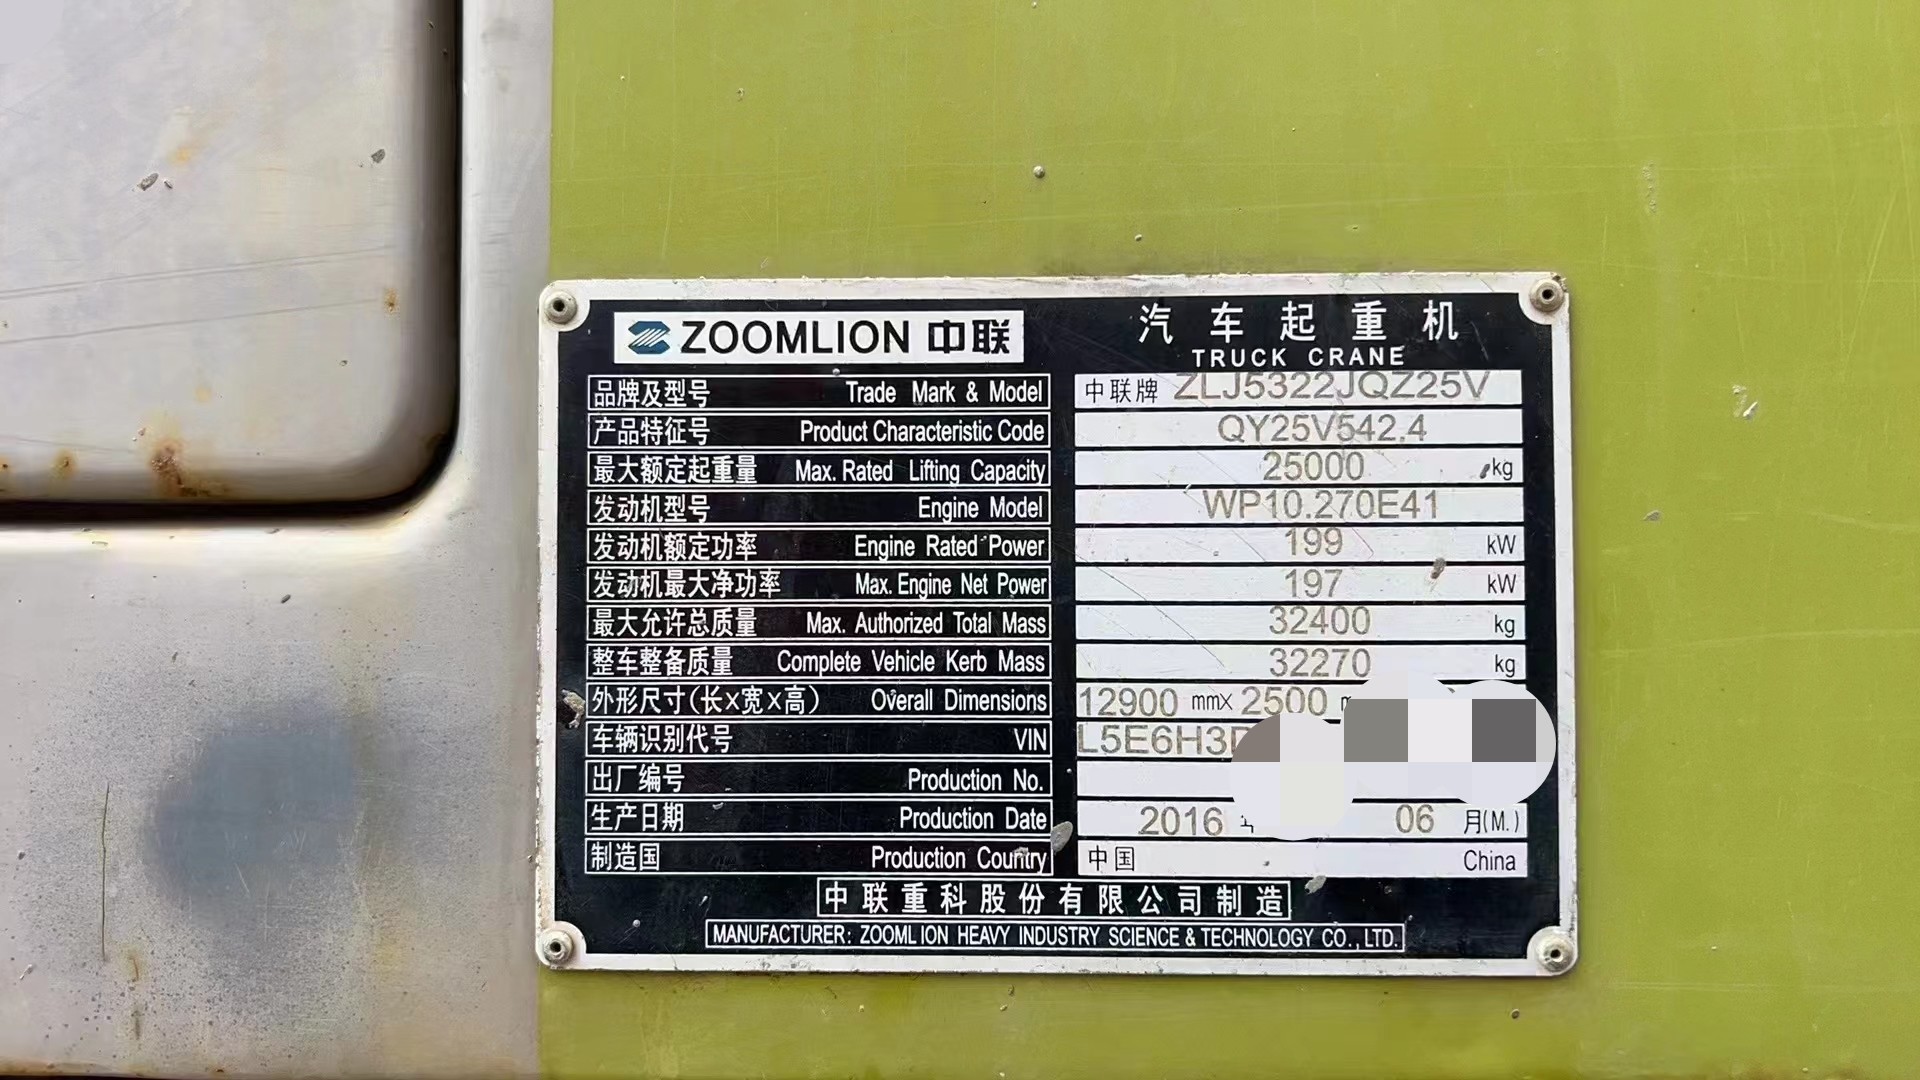 ZOOMLION 中联
汽车起重机
TRUCK CRANE
品牌及型号 Trade Mark & Model 中联牌 ZLJ5322JQZ25V
产品特征号 Product Characteristic Code QY25V542.4
最大额定起重量 Max. Rated Lifting Capacity 25000 kg
发动机型号 Engine Model WP10.270E41
发动机额定功率 Engine Rated Power 199 kW
发动机最大净功率 Max. Engine Net Power 197 kW
最大允许总质量 Max. Authorized Total Mass 32400 kg
整车整备质量 Complete Vehicle Kerb Mass 32270 kg
外形尺寸(长×宽×高) Overall Dimensions 12900 mm× 2500
车辆识别代号 VIN L5E6H3
出厂编号 Production No.
生产日期 Production Date 2016 06 月(M.)
制造国 Production Country 中国 China
中联重科股份有限公司制造
MANUFACTURER: ZOOMLION HEAVY INDUSTRY SCIENCE & TECHNOLOGY CO., LTD.